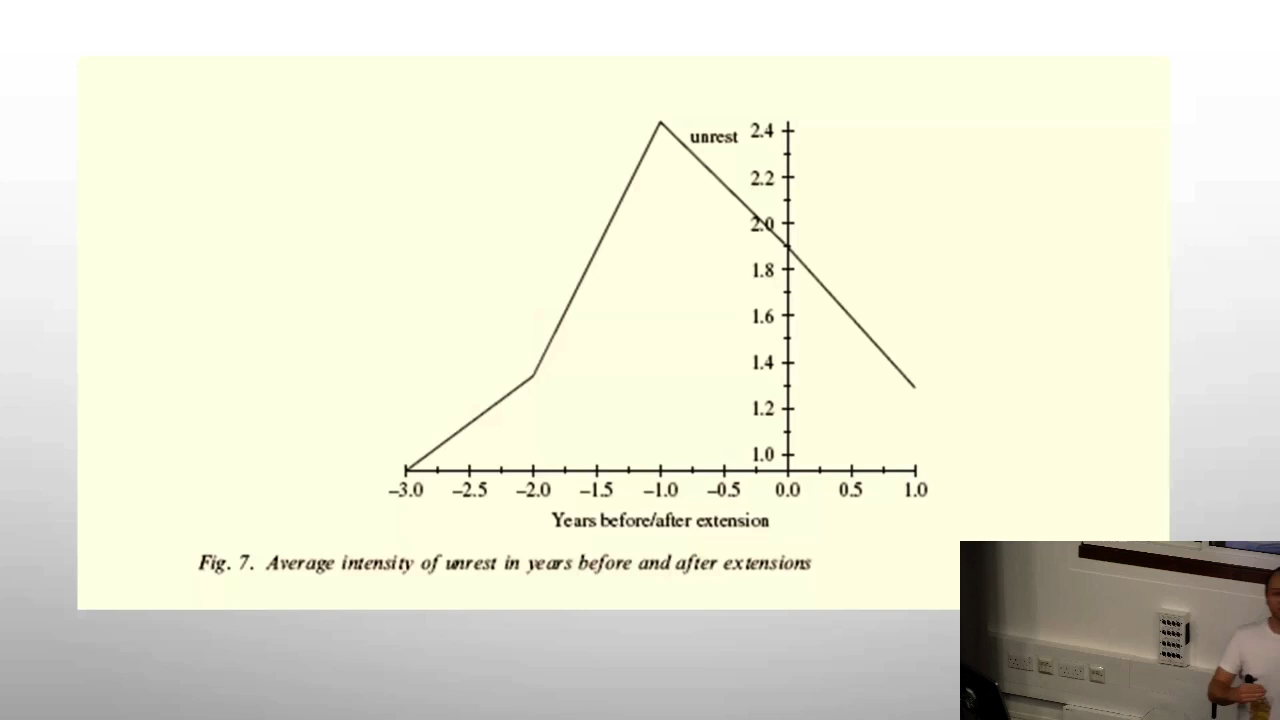 unrest
2.4
2.2
2.0
1.8
1.6
1.4
1.2
1.0
–3.0 –2.5 –2.0 –1.5 –1.0 –0.5 0.0 0.5 1.0
Years before/after extension
Fig. 7. Average intensity of unrest in years before and after extensions